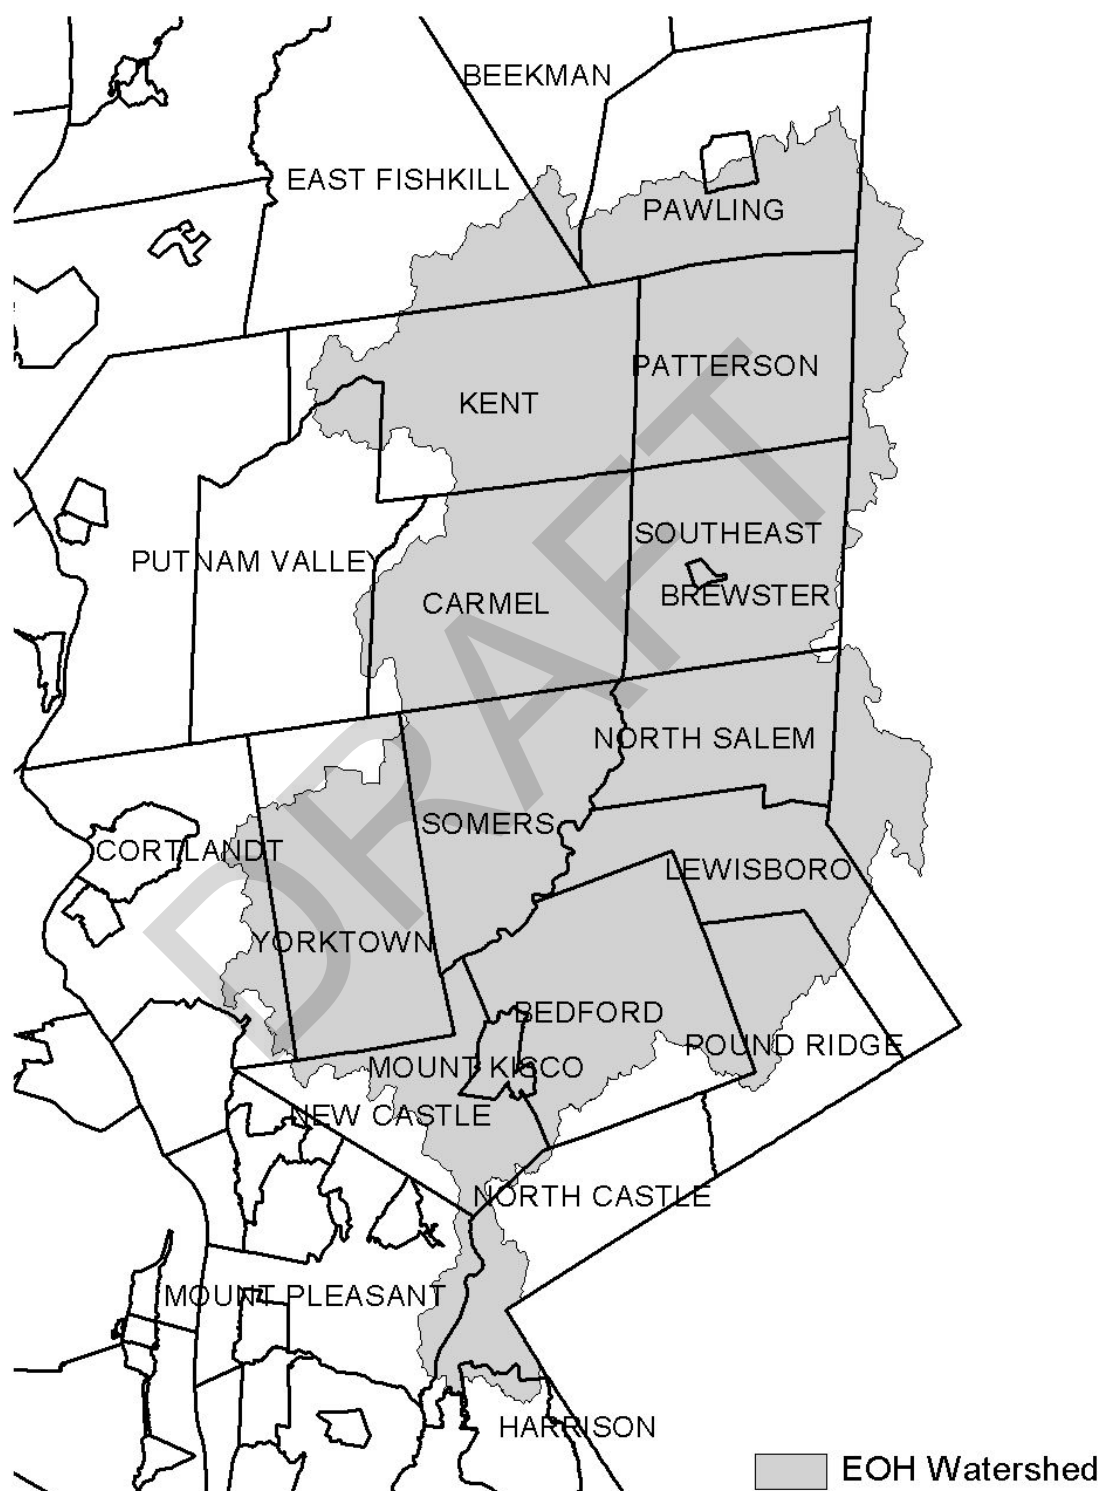 BEEKMAN
EAST FISHKILL
PAWLING
PATTERSON
KENT
SOUTHEAST
PUTNAM VALLEY
BREWSTER
CARMEL
NORTH SALEM
SOMERS
CORTLANDT
LEWISBORO
YORKTOWN
BEDFORD
POUND RIDGE
MOUNT KISCO
NEW CASTLE
NORTH CASTLE
MOUNT PLEASANT
HARRISON
EOH Watershed
DRAFT